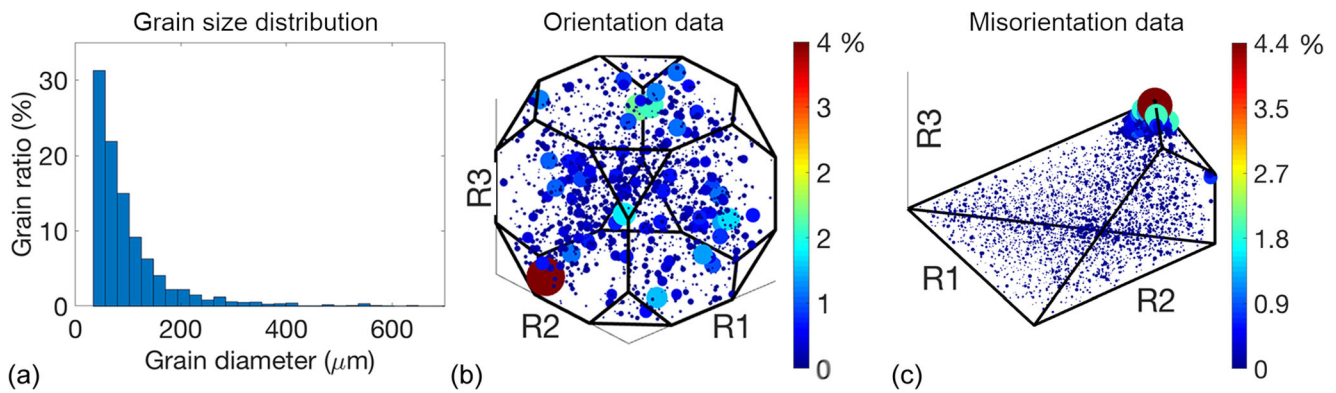 Grain size distribution
Orientation data
Misorientation data
Grain ratio (%)
30
20
10
0
0
200
400
600
Grain diameter (μm)
(a)
R3
R2
R1
4 %
3
2
1
0
(b)
R3
R1
R2
4.4 %
3.5
2.7
1.8
0.9
0
(c)